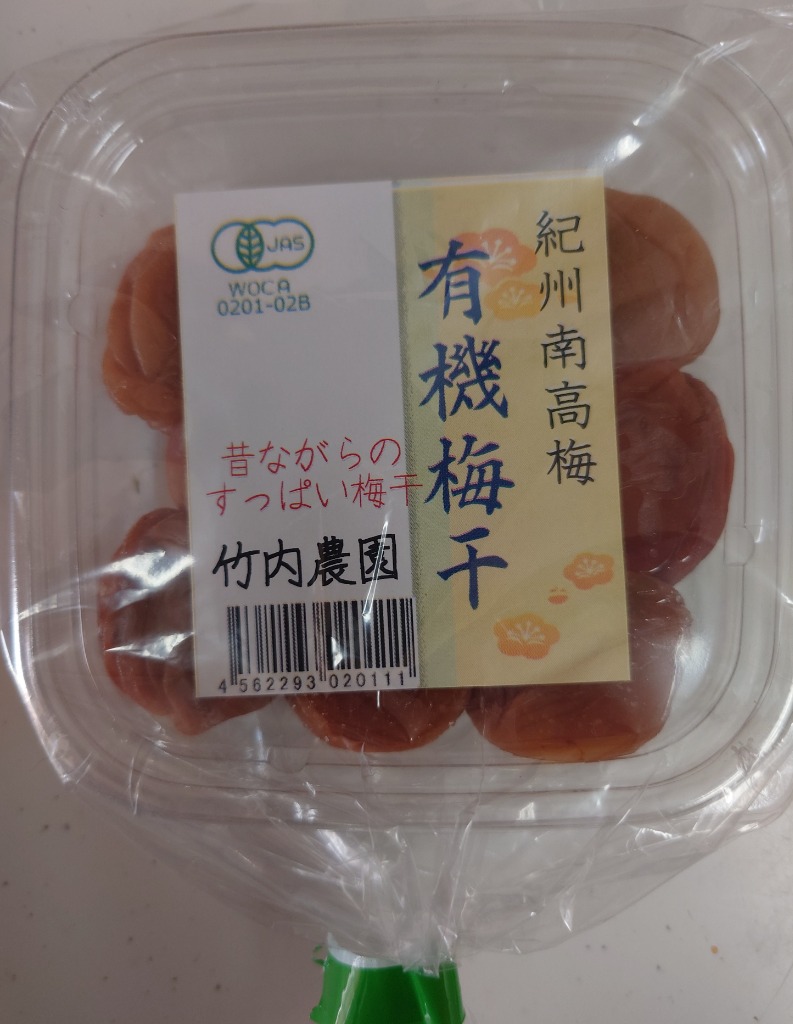 紀州南高梅
有機梅干
JAS
WOCA
0201-02B
昔ながらの
すっぱい梅干
竹内農園
4 562293 020111